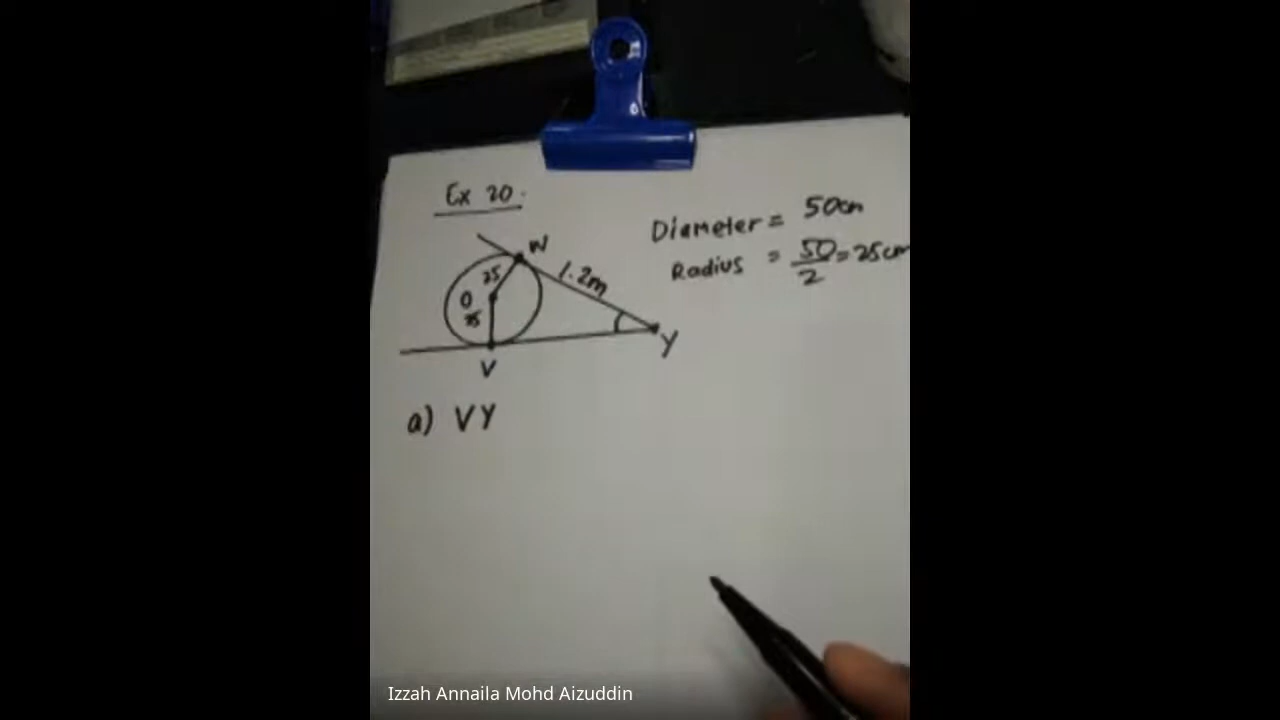 Ex 20.
Diameter = 50cm
Radius = 50/2 = 25cm
W
25
1.2m
O
25
Y
V
a) VY
Izzah Annaila Mohd Aizuddin